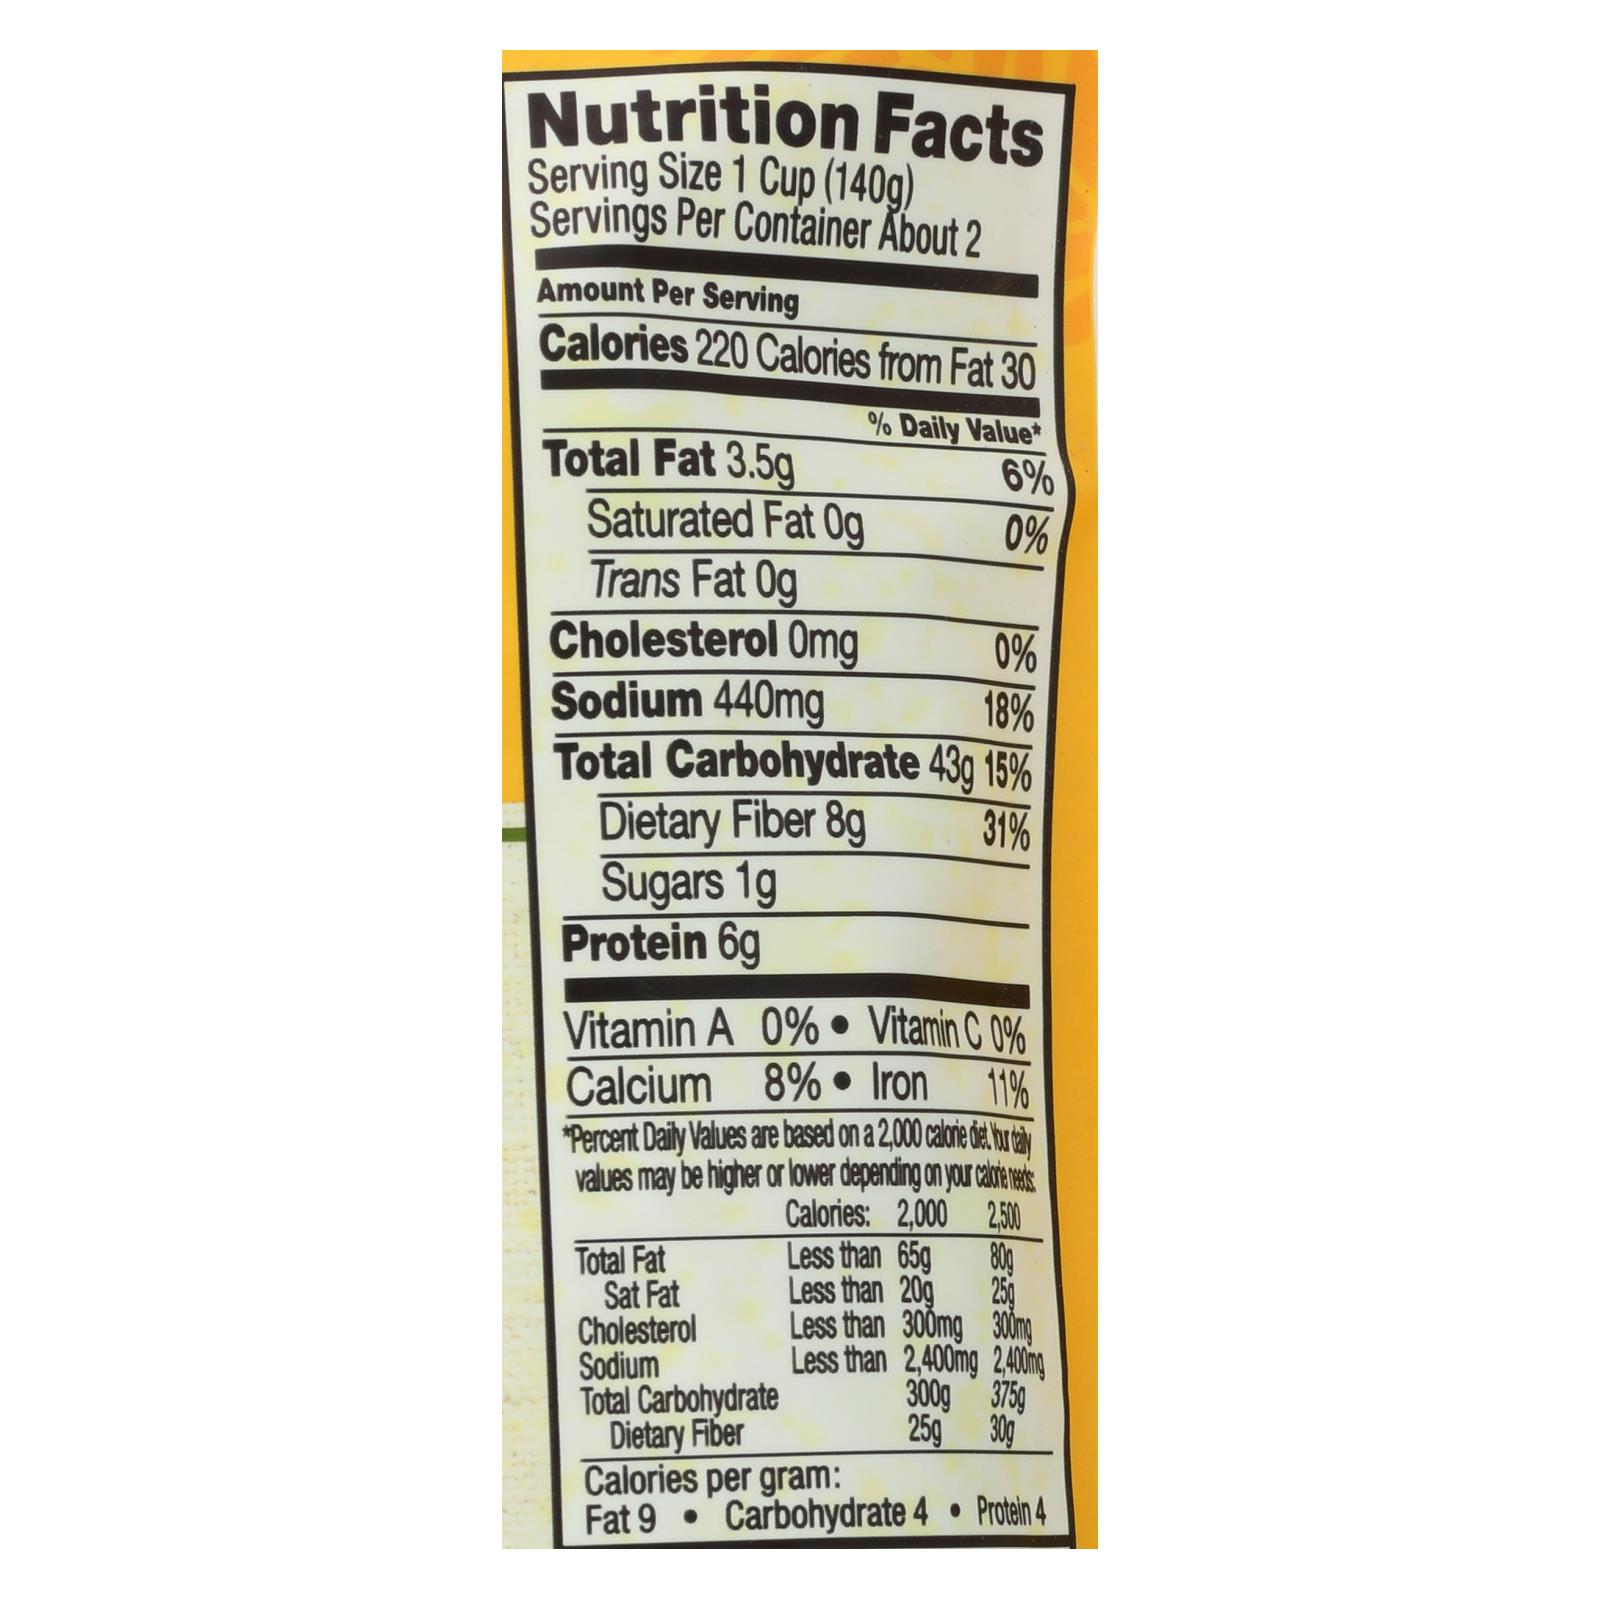 Nutrition Facts
Serving Size 1 Cup (140g)
Servings Per Container About 2
Amount Per Serving
Calories 220 Calories from Fat 30
% Daily Value*
Total Fat 3.5g 6%
Saturated Fat 0g 0%
Trans Fat 0g
Cholesterol 0mg 0%
Sodium 440mg 18%
Total Carbohydrate 43g 15%
Dietary Fiber 8g 31%
Sugars 1g
Protein 6g
Vitamin A 0% • Vitamin C 0%
Calcium 8% • Iron 11%
*Percent Daily Values are based on a 2,000 calorie diet. Your daily
values may be higher or lower depending on your calorie needs:
Calories: 2,000 2,500
Total Fat Less than 65g 80g
Sat Fat Less than 20g 25g
Cholesterol Less than 300mg 300mg
Sodium Less than 2,400mg 2,400mg
Total Carbohydrate 300g 375g
Dietary Fiber 25g 30g
Calories per gram:
Fat 9 • Carbohydrate 4 • Protein 4